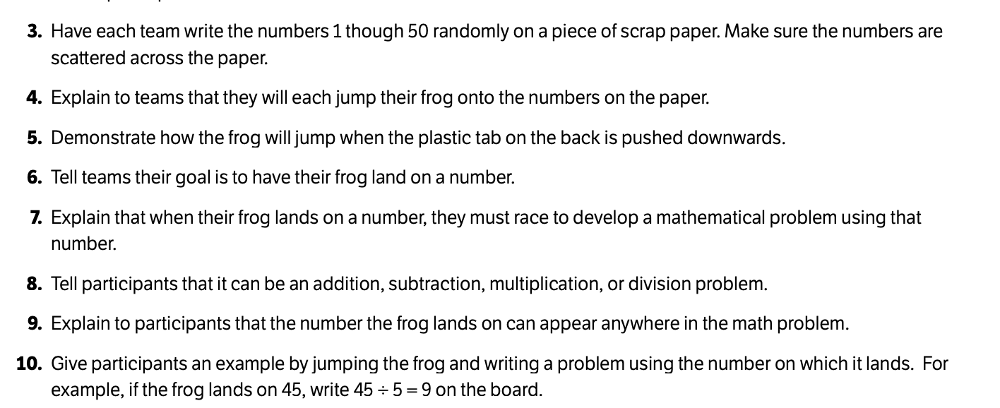 3. Have each team write the numbers 1 though 50 randomly on a piece of scrap paper. Make sure the numbers are
scattered across the paper.
4. Explain to teams that they will each jump their frog onto the numbers on the paper.
5. Demonstrate how the frog will jump when the plastic tab on the back is pushed downwards.
6. Tell teams their goal is to have their frog land on a number.
7. Explain that when their frog lands on a number, they must race to develop a mathematical problem using that
number.
8. Tell participants that it can be an addition, subtraction, multiplication, or division problem.
9. Explain to participants that the number the frog lands on can appear anywhere in the math problem.
10. Give participants an example by jumping the frog and writing a problem using the number on which it lands.  For
example, if the frog lands on 45, write 45 ÷ 5 = 9 on the board.